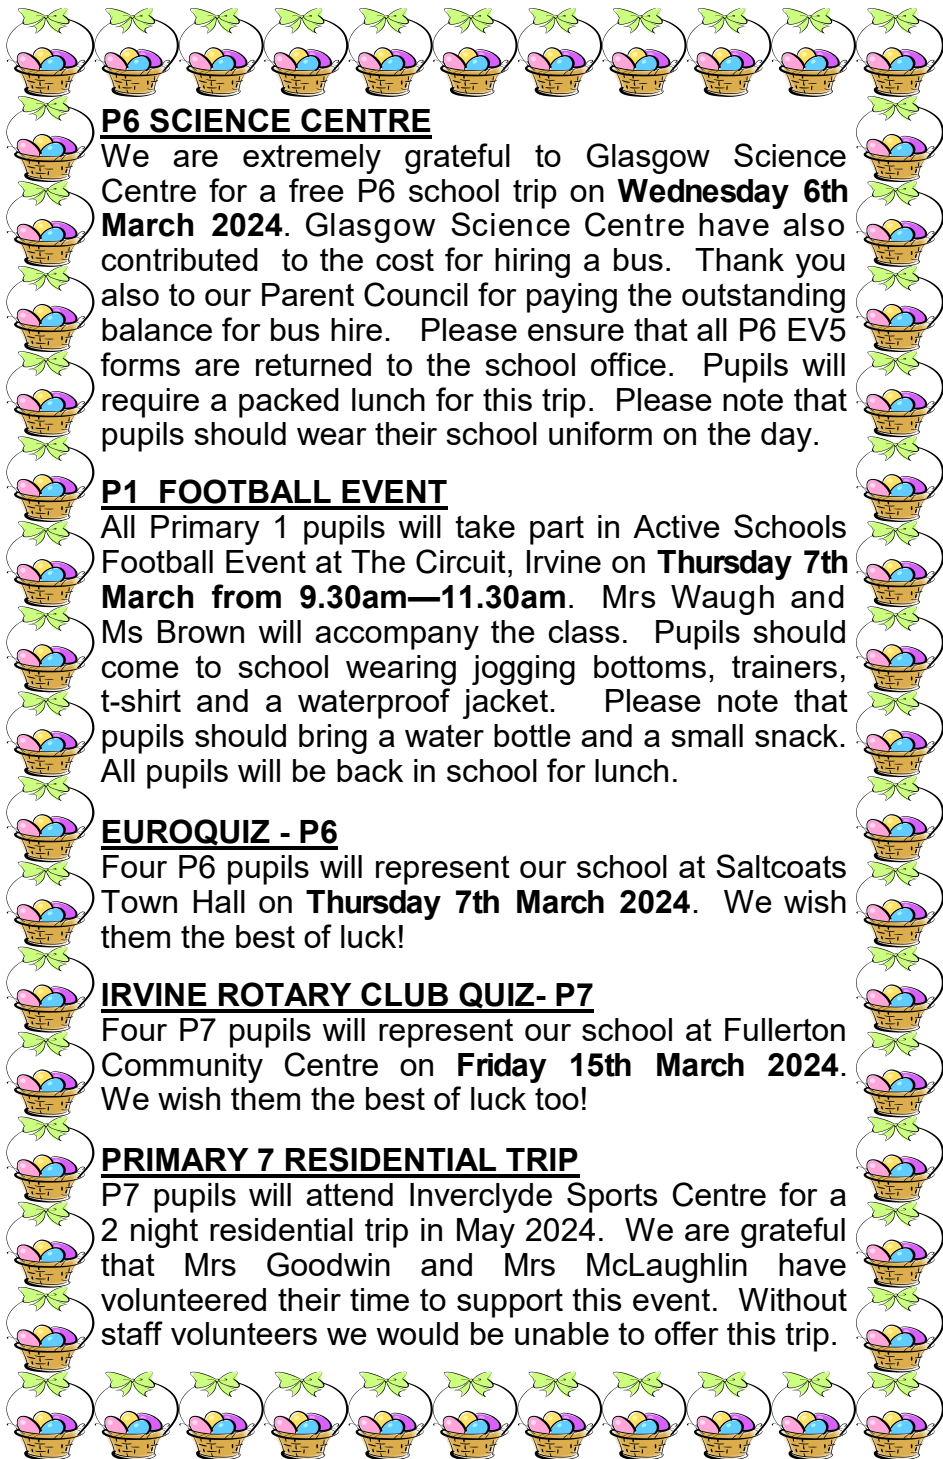 P6 SCIENCE CENTRE
We are extremely grateful to Glasgow Science
Centre for a free P6 school trip on Wednesday 6th
March 2024. Glasgow Science Centre have also
contributed to the cost for hiring a bus. Thank you
also to our Parent Council for paying the outstanding
balance for bus hire. Please ensure that all P6 EV5
forms are returned to the school office. Pupils will
require a packed lunch for this trip. Please note that
pupils should wear their school uniform on the day.
P1 FOOTBALL EVENT
All Primary 1 pupils will take part in Active Schools
Football Event at The Circuit, Irvine on Thursday 7th
March from 9.30am—11.30am. Mrs Waugh and
Ms Brown will accompany the class. Pupils should
come to school wearing jogging bottoms, trainers,
t-shirt and a waterproof jacket. Please note that
pupils should bring a water bottle and a small snack.
All pupils will be back in school for lunch.
EUROQUIZ - P6
Four P6 pupils will represent our school at Saltcoats
Town Hall on Thursday 7th March 2024. We wish
them the best of luck!
IRVINE ROTARY CLUB QUIZ- P7
Four P7 pupils will represent our school at Fullerton
Community Centre on Friday 15th March 2024.
We wish them the best of luck too!
PRIMARY 7 RESIDENTIAL TRIP
P7 pupils will attend Inverclyde Sports Centre for a
2 night residential trip in May 2024. We are grateful
that Mrs Goodwin and Mrs McLaughlin have
volunteered their time to support this event. Without
staff volunteers we would be unable to offer this trip.